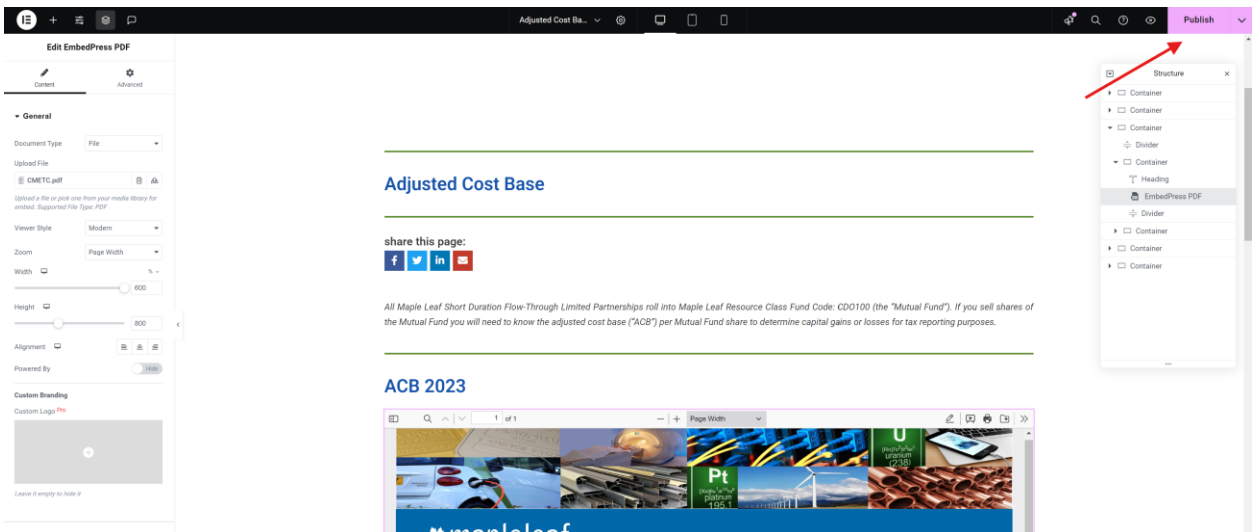 Adjusted Cost Ba...
Publish
Edit EmbedPress PDF
Content
Advanced
General
Document Type
File
Upload File
CMETC.pdf
Upload a file or pick one from your media library for
embed. Supported File Type: PDF
Viewer Style
Modern
Zoom
Page Width
Width
%
600
Height
800
Alignment
Powered By
Hide
Custom Branding
Custom Logo Pro
Leave it empty to hide it
Adjusted Cost Base
share this page:
f
in
All Maple Leaf Short Duration Flow-Through Limited Partnerships roll into Maple Leaf Resource Class Fund Code: CDO100 (the "Mutual Fund"). If you sell shares of
the Mutual Fund you will need to know the adjusted cost base ("ACB") per Mutual Fund share to determine capital gains or losses for tax reporting purposes.
ACB 2023
1 of 1
Page Width
U
uranium
(238)
Pt
platinum
195.1
mapleleaf
Structure
Container
Container
Container
Divider
Container
Heading
EmbedPress PDF
Divider
Container
Container
Container